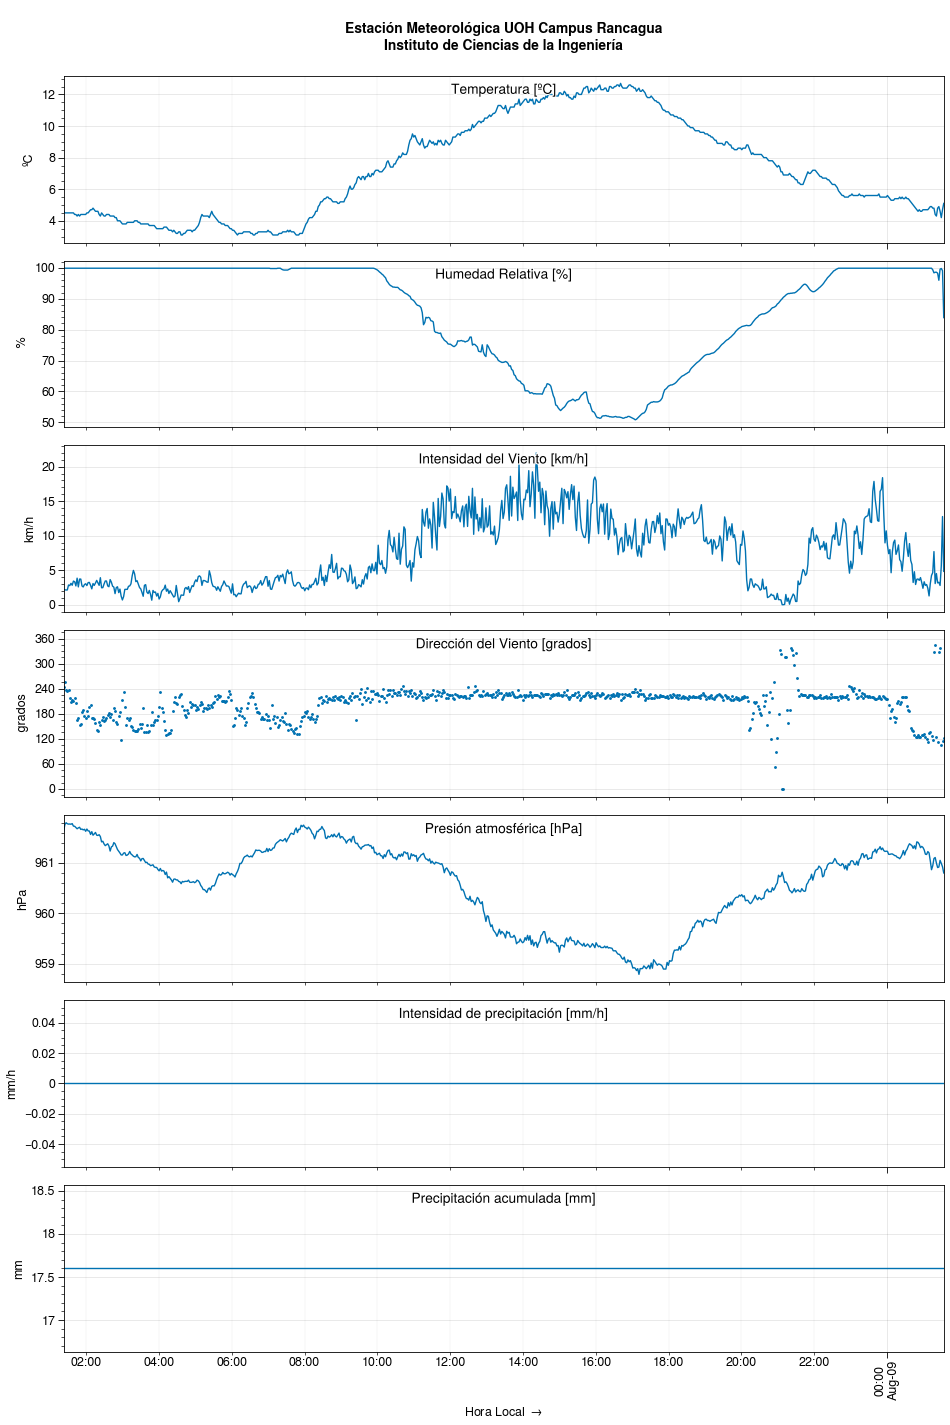 Estación Meteorológica UOH Campus Rancagua
Instituto de Ciencias de la Ingeniería
Temperatura [ºC]
12
10
8
6
4
ºC
Humedad Relativa [%]
100
90
80
70
60
50
%
Intensidad del Viento [km/h]
20
15
10
5
0
km/h
Dirección del Viento [grados]
360
300
240
180
120
60
0
grados
Presión atmosférica [hPa]
961
960
959
hPa
Intensidad de precipitación [mm/h]
0.04
0.02
0
−0.02
−0.04
mm/h
Precipitación acumulada [mm]
18.5
18
17.5
17
mm
02:00 04:00 06:00 08:00 10:00 12:00 14:00 16:00 18:00 20:00 22:00 00:00
Aug-09
Hora Local →